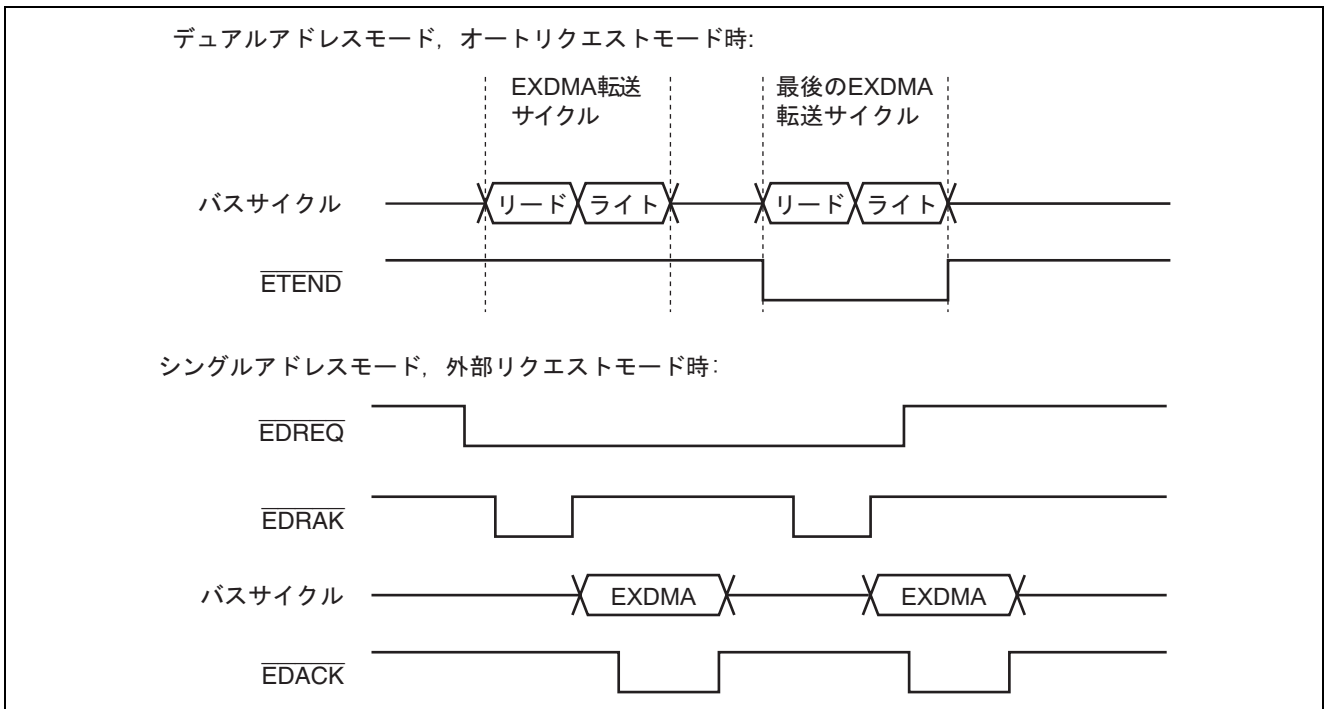 デュアルアドレスモード，オートリクエストモード時:
EXDMA転送
サイクル
最後のEXDMA
転送サイクル
バスサイクル
リード
ライト
リード
ライト
ETEND
シングルアドレスモード，外部リクエストモード時:
EDREQ
EDRAK
バスサイクル
EXDMA
EXDMA
EDACK